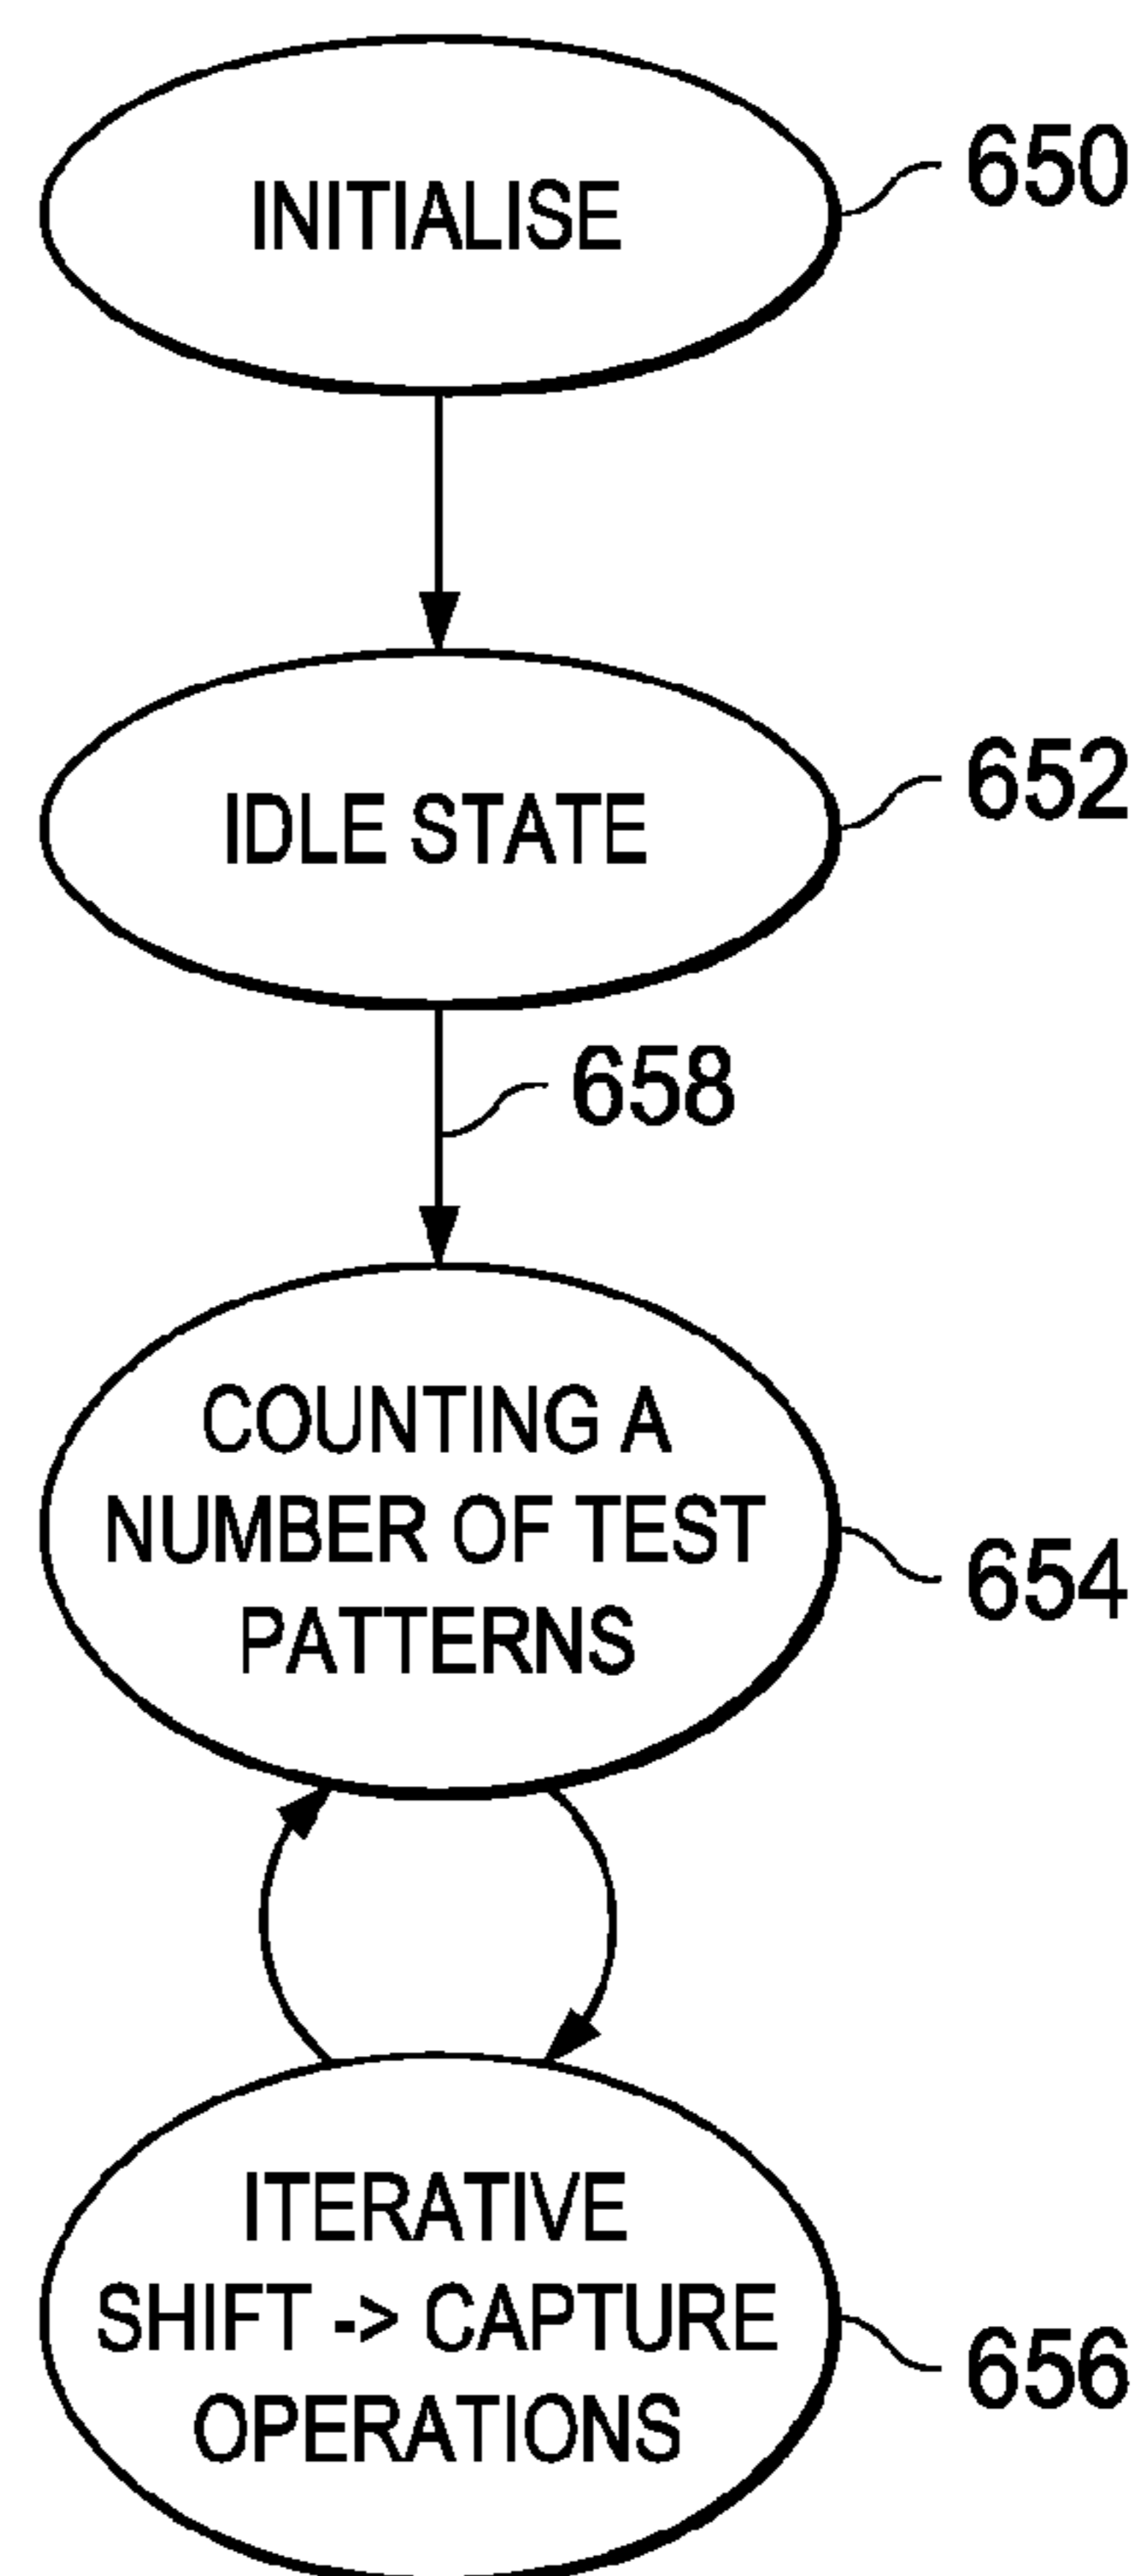 INITIALISE
650
IDLE STATE
652
658
COUNTING A
NUMBER OF TEST
PATTERNS
654
ITERATIVE
SHIFT -> CAPTURE
OPERATIONS
656